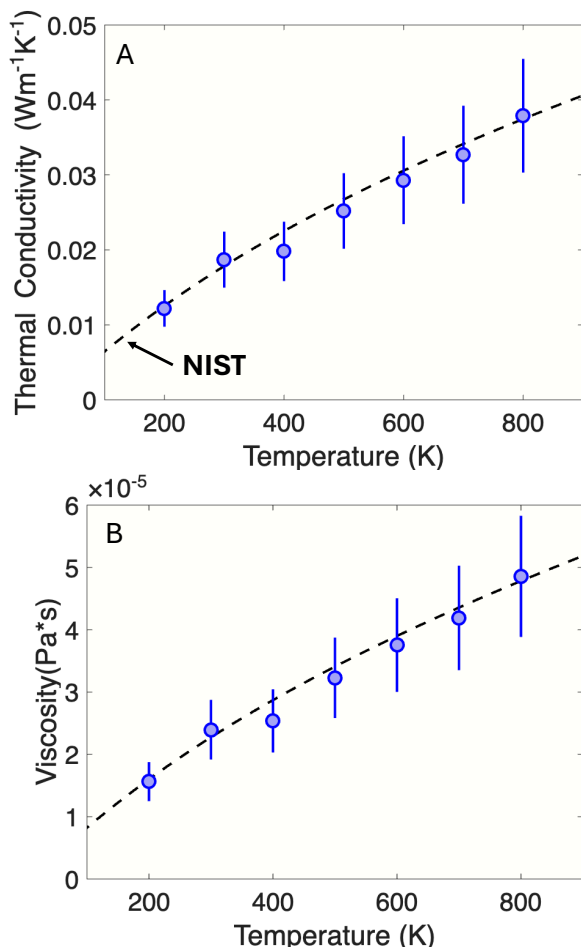 A
Thermal Conductivity (Wm⁻¹K⁻¹)
0.05
0.04
0.03
0.02
0.01
0
NIST
200 400 600 800
Temperature (K)
×10⁻⁵
B
Viscosity(Pa*s)
6
5
4
3
2
1
0
200 400 600 800
Temperature (K)